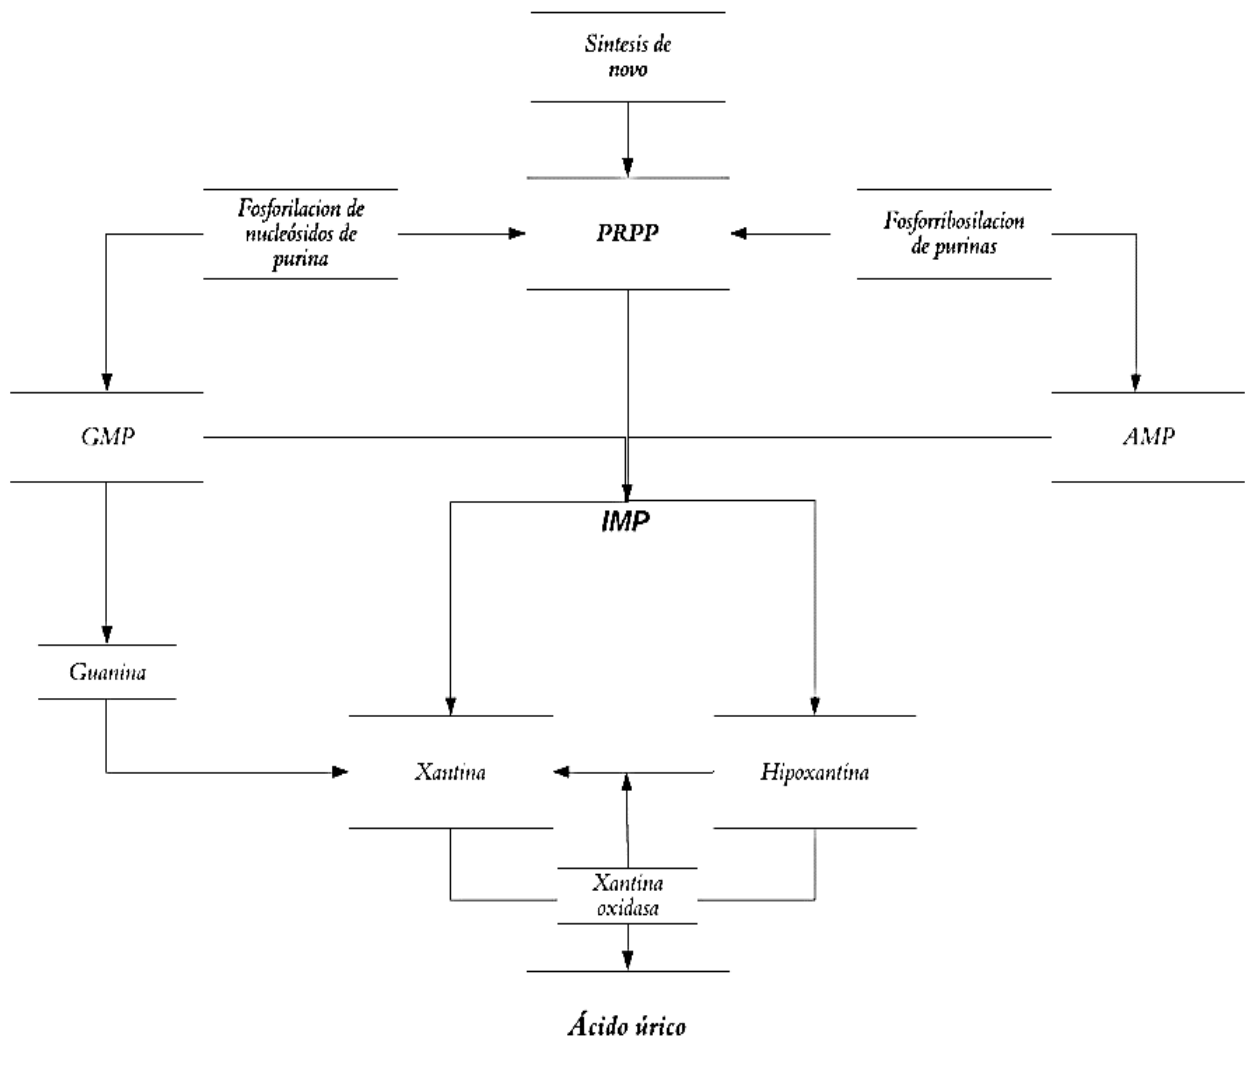 Síntesis de
novo
Fosforilacion de
nucleósidos de
purina
PRPP
Fosforribosilacion
de purinas
GMP
AMP
IMP
Guanina
Xantina
Hipoxantina
Xantina
oxidasa
Ácido úrico